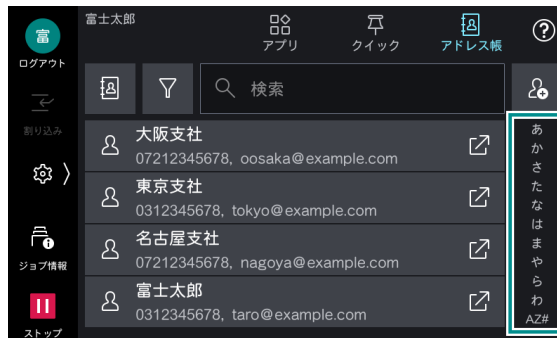 富
ログアウト
割り込み
ジョブ情報
ストップ
富士太郎
アプリ
クイック
アドレス帳
?
検索
大阪支社
07212345678, oosaka@example.com
東京支社
0312345678, tokyo@example.com
名古屋支社
07212345678, nagoya@example.com
富士太郎
0312345678, taro@example.com
あ
か
さ
た
な
は
ま
や
ら
わ
AZ#